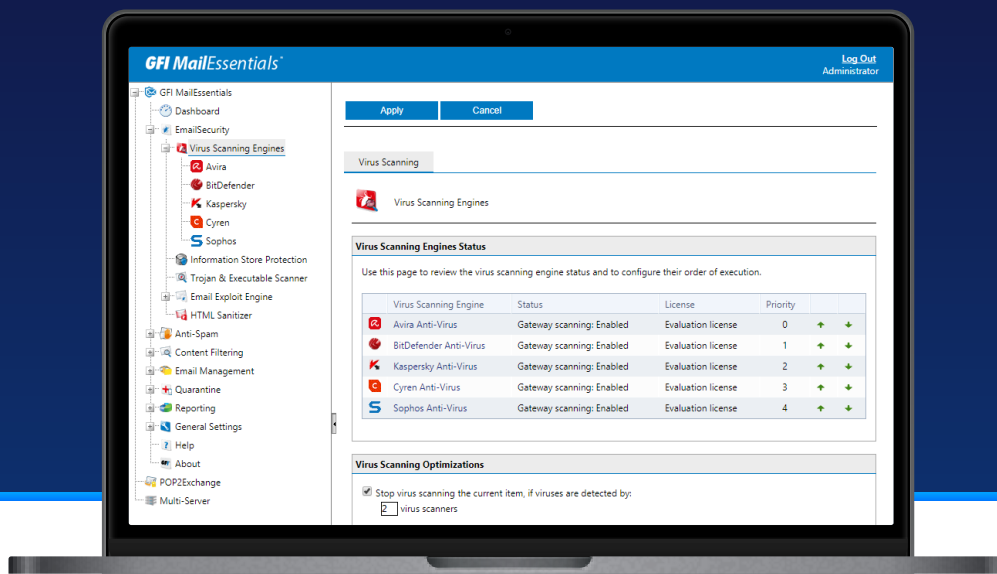 GFI MailEssentials
Log Out
Administrator
GFI MailEssentials
Dashboard
EmailSecurity
Virus Scanning Engines
Avira
BitDefender
Kaspersky
Cyren
Sophos
Information Store Protection
Trojan & Executable Scanner
Email Exploit Engine
HTML Sanitizer
Anti-Spam
Content Filtering
Email Management
Quarantine
Reporting
General Settings
Help
About
POP2Exchange
Multi-Server
Apply Cancel
Virus Scanning
Virus Scanning Engines
Virus Scanning Engines Status
Use this page to review the virus scanning engine status and to configure their order of execution.
Virus Scanning Engine Status License Priority
Avira Anti-Virus Gateway scanning: Enabled Evaluation license 0
BitDefender Anti-Virus Gateway scanning: Enabled Evaluation license 1
Kaspersky Anti-Virus Gateway scanning: Enabled Evaluation license 2
Cyren Anti-Virus Gateway scanning: Enabled Evaluation license 3
Sophos Anti-Virus Gateway scanning: Enabled Evaluation license 4
Virus Scanning Optimizations
Stop virus scanning the current item, if viruses are detected by:
2 virus scanners